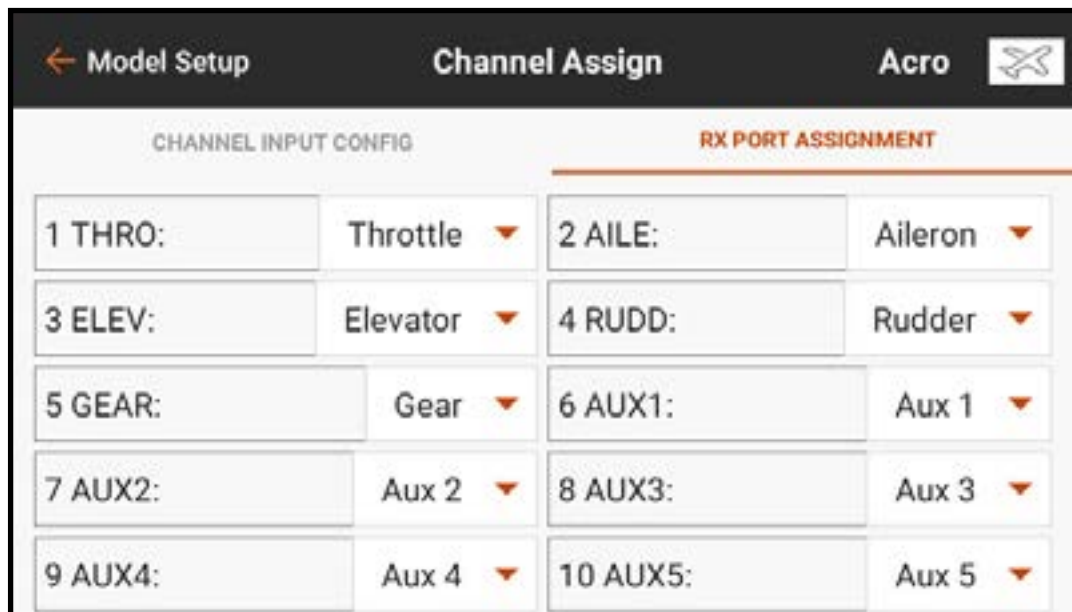 Model Setup Channel Assign Acro
CHANNEL INPUT CONFIG RX PORT ASSIGNMENT
1 THRO: Throttle 2 AILE: Aileron
3 ELEV: Elevator 4 RUDD: Rudder
5 GEAR: Gear 6 AUX1: Aux 1
7 AUX2: Aux 2 8 AUX3: Aux 3
9 AUX4: Aux 4 10 AUX5: Aux 5